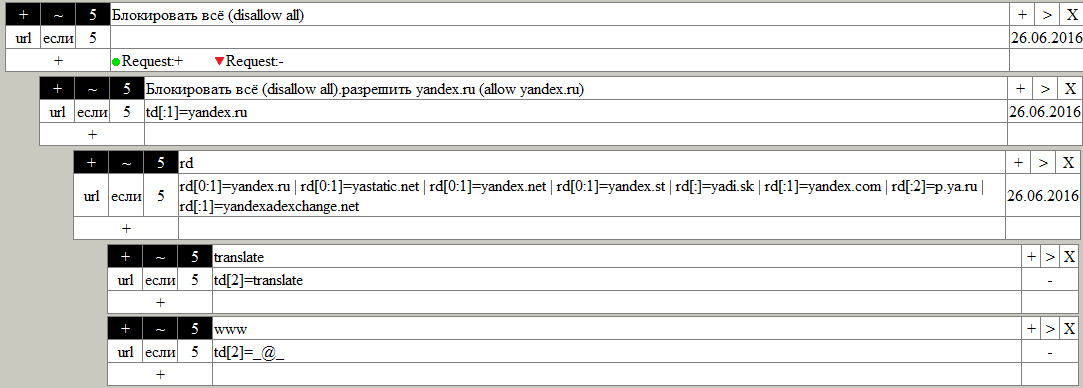 + ~ 5 Блокировать всё (disallow all) + > X
url если 5 26.06.2016
+ Request:+ Request:-
+ ~ 5 Блокировать всё (disallow all).разрешить yandex.ru (allow yandex.ru) + > X
url если 5 td[:1]=yandex.ru 26.06.2016
+
+ ~ 5 rd + > X
url если 5 rd[0:1]=yandex.ru | rd[0:1]=yastatic.net | rd[0:1]=yandex.net | rd[0:1]=yandex.st | rd[:]=yadi.sk | rd[:1]=yandex.com | rd[:2]=p.ya.ru | 26.06.2016
rd[:1]=yandexadexchange.net
+
+ ~ 5 translate + > X
url если 5 td[2]=translate -
+
+ ~ 5 www + > X
url если 5 td[2]=_@_ -
+